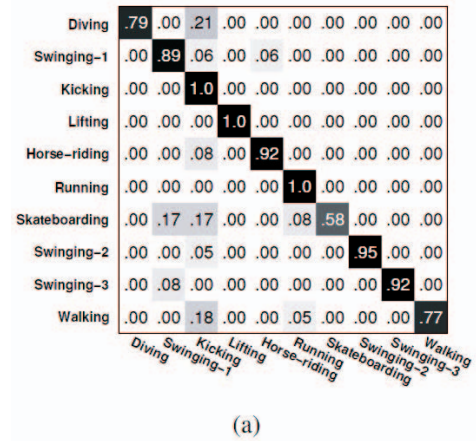 Diving .79 .00 .21 .00 .00 .00 .00 .00 .00 .00
Swinging-1 .00 .89 .06 .00 .06 .00 .00 .00 .00 .00
Kicking .00 .00 1.0 .00 .00 .00 .00 .00 .00 .00
Lifting .00 .00 .00 1.0 .00 .00 .00 .00 .00 .00
Horse-riding .00 .00 .08 .00 .92 .00 .00 .00 .00 .00
Running .00 .00 .00 .00 .00 1.0 .00 .00 .00 .00
Skateboarding .00 .17 .17 .00 .00 .08 .58 .00 .00 .00
Swinging-2 .00 .00 .05 .00 .00 .00 .00 .95 .00 .00
Swinging-3 .00 .08 .00 .00 .00 .00 .00 .00 .92 .00
Walking .00 .00 .18 .00 .00 .05 .00 .00 .00 .77
Diving Swinging-1 Kicking Lifting Horse-riding Running Skateboarding Swinging-2 Swinging-3 Walking
(a)